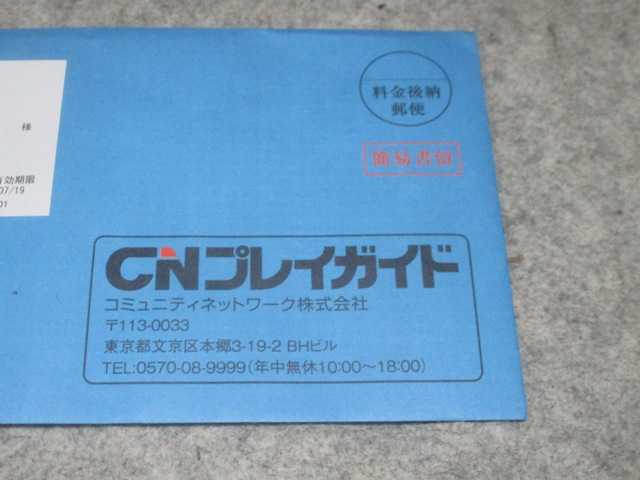 料金後納
郵便
簡易書留
様
有効期限
07/19
01
CNプレイガイド
コミュニティネットワーク株式会社
〒113-0033
東京都文京区本郷3-19-2 BHビル
TEL:0570-08-9999(年中無休10:00〜18:00)